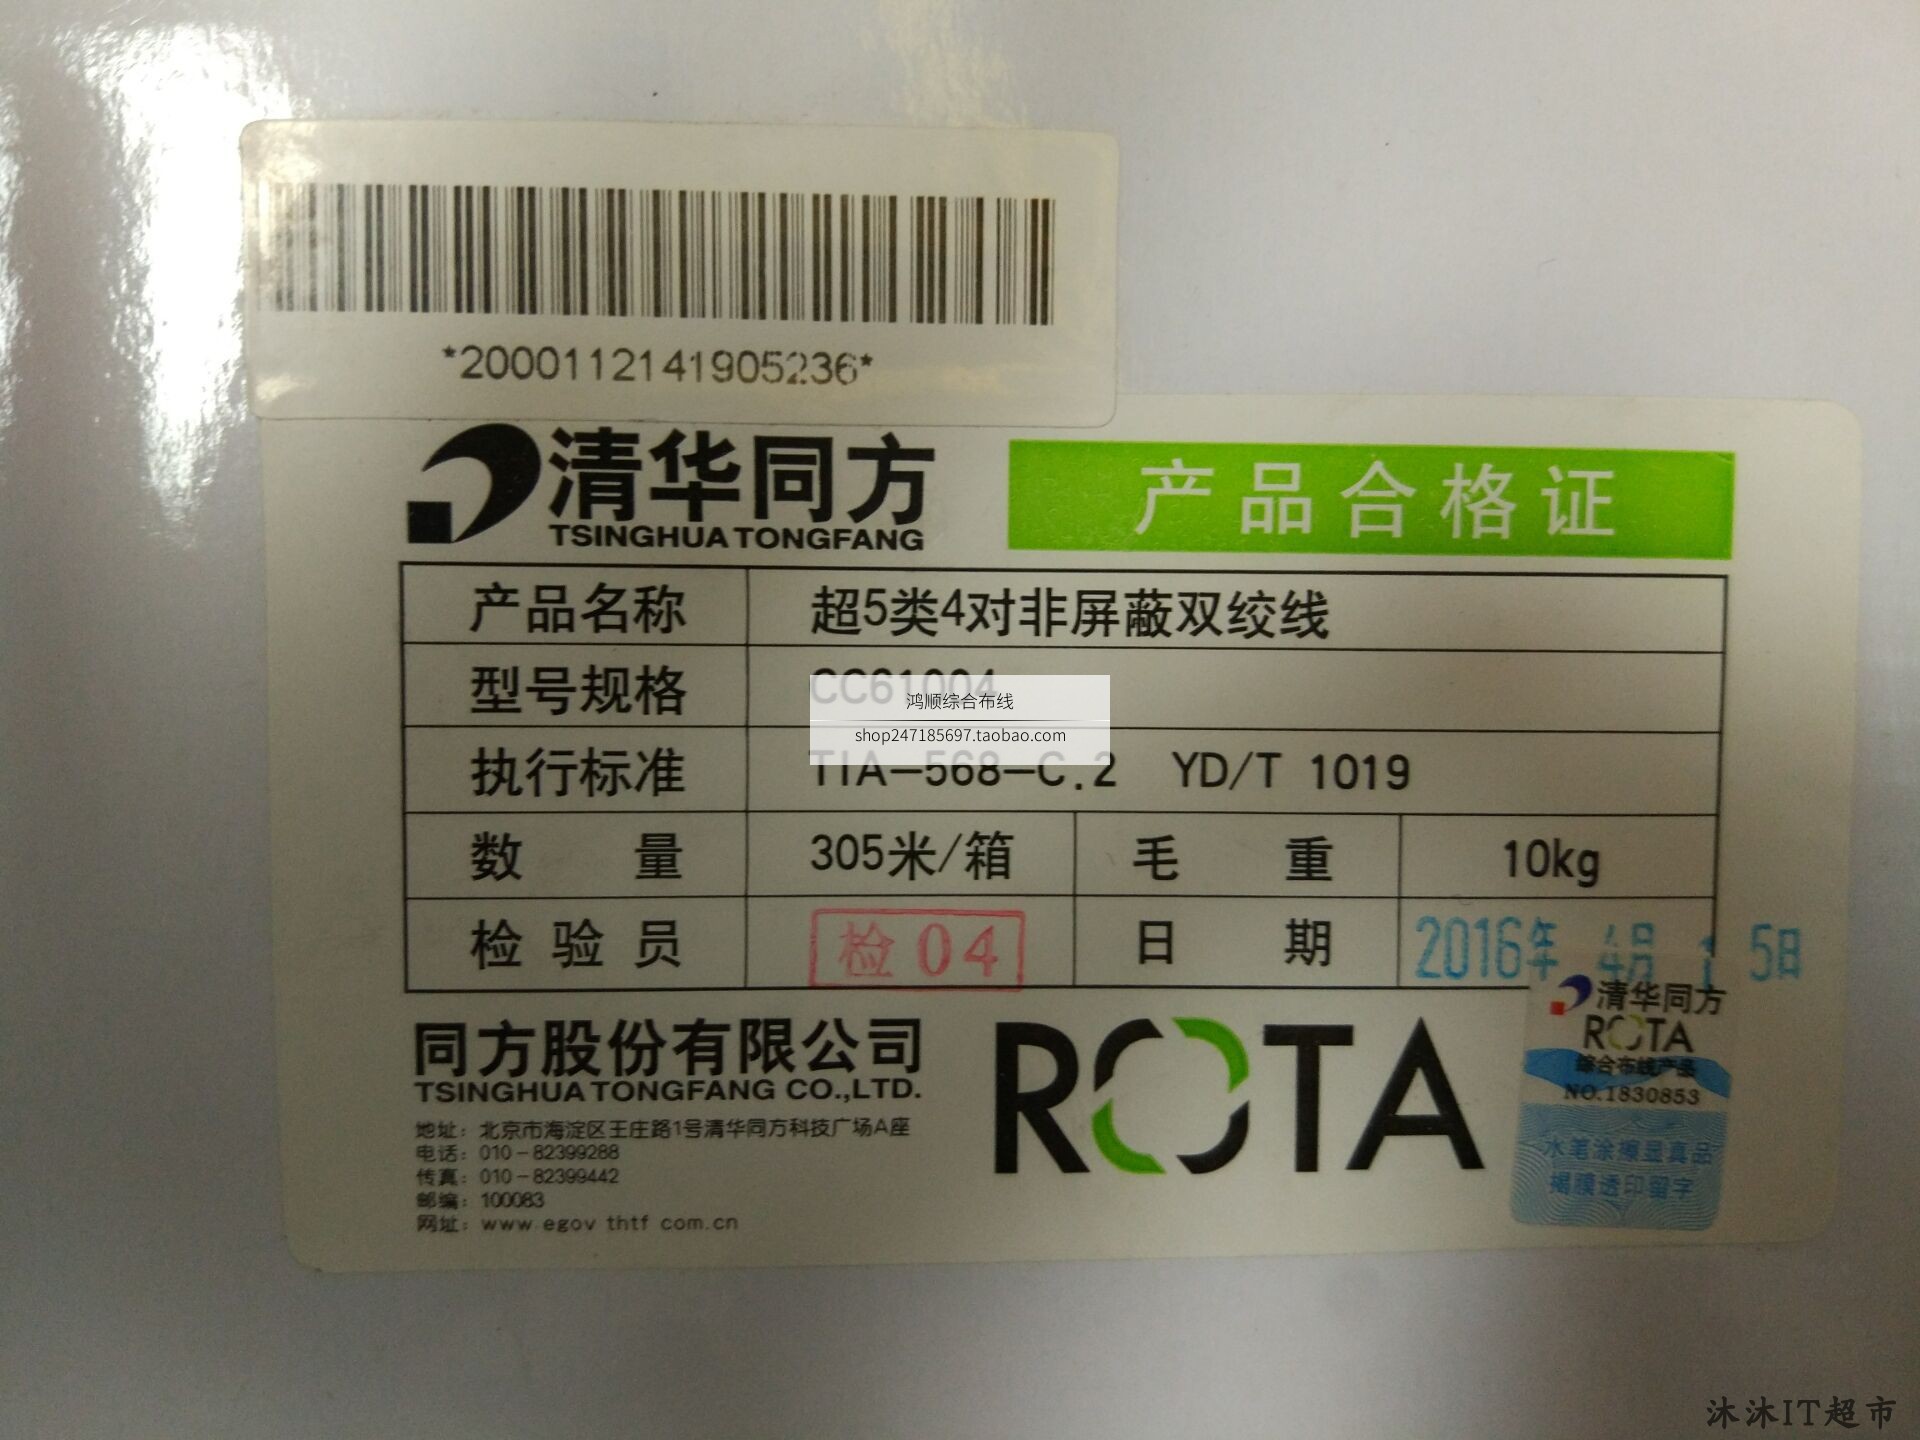 *2000112141905236*
清华同方
TSINGHUA TONGFANG
产品合格证
产品名称 超5类4对非屏蔽双绞线
型号规格 CC61004
鸿顺综合布线
shop247185697.taobao.com
执行标准 TIA-568-C.2 YD/T 1019
数量 305米/箱 毛重 10kg
检验员 检04 日期 2016年 4月 15日
清华同方
ROTA
综合布线产品
NO.1830853
水笔涂擦显真品
揭膜透印留字
同方股份有限公司
TSINGHUA TONGFANG CO.,LTD.
ROTA
地址：北京市海淀区王庄路1号清华同方科技广场A座
电话：010-82399288
传真：010-82399442
邮编：100083
网址：www egov thtf com.cn
沐沐IT超市